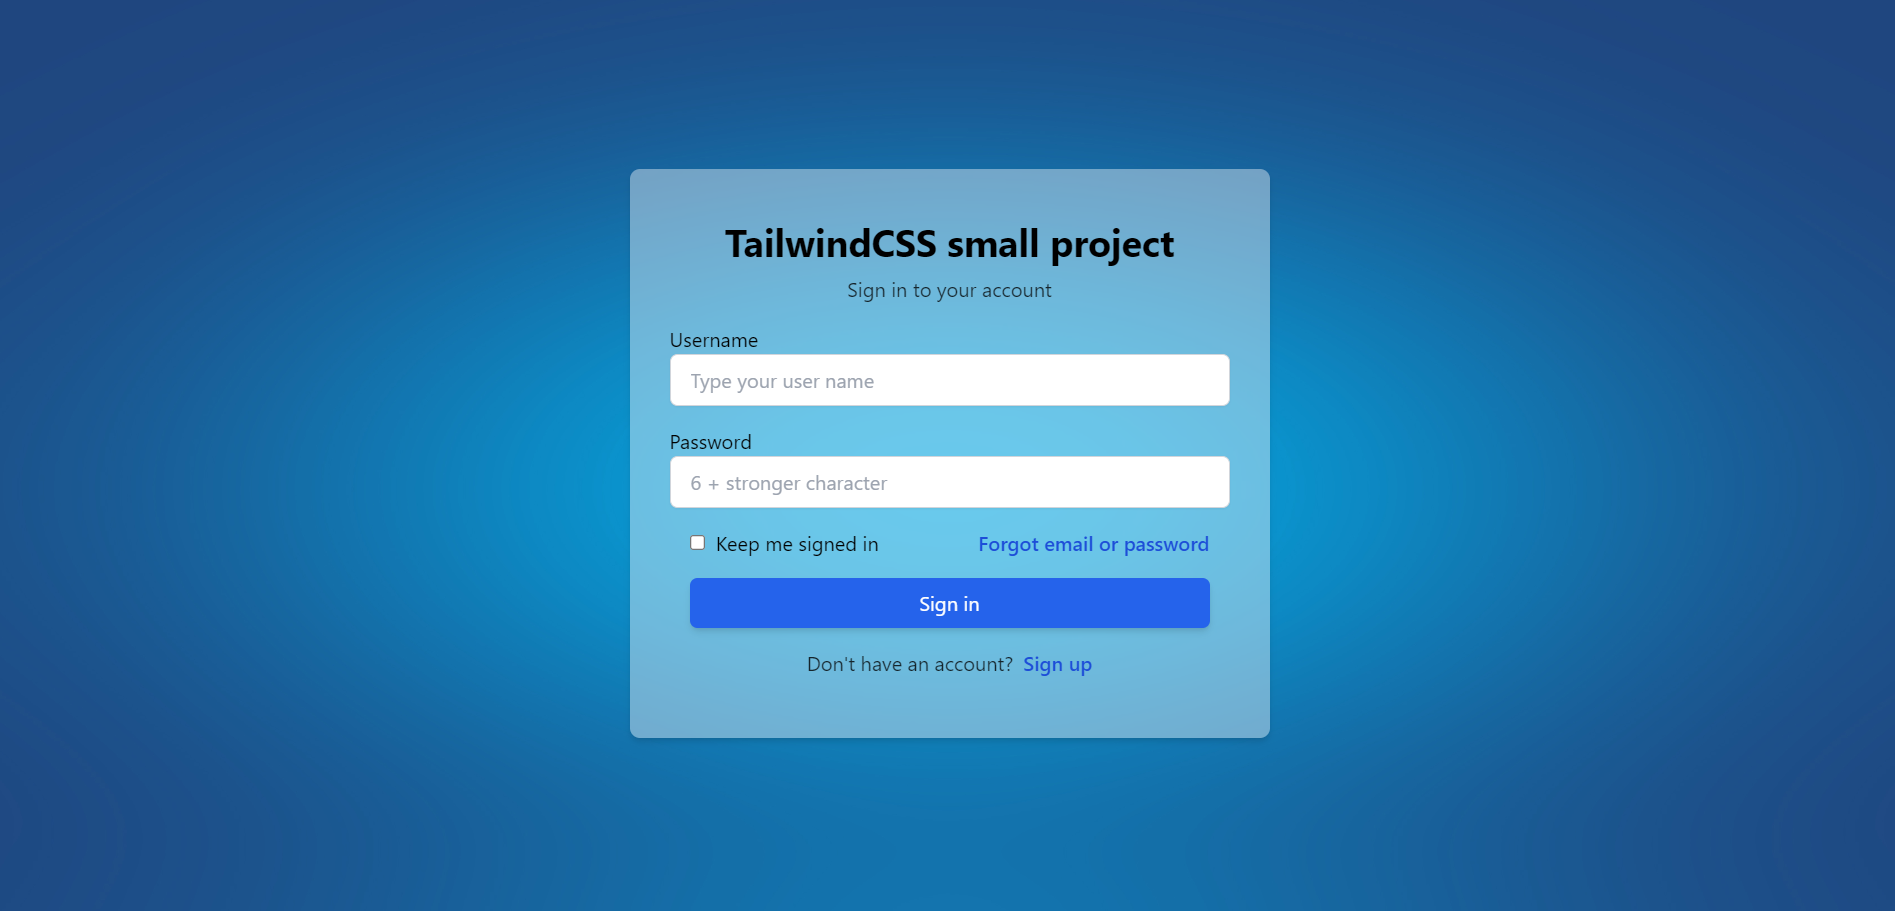 TailwindCSS small project
Sign in to your account
Username
Type your user name
Password
6 + stronger character
Keep me signed in Forgot email or password
Sign in
Don't have an account? Sign up